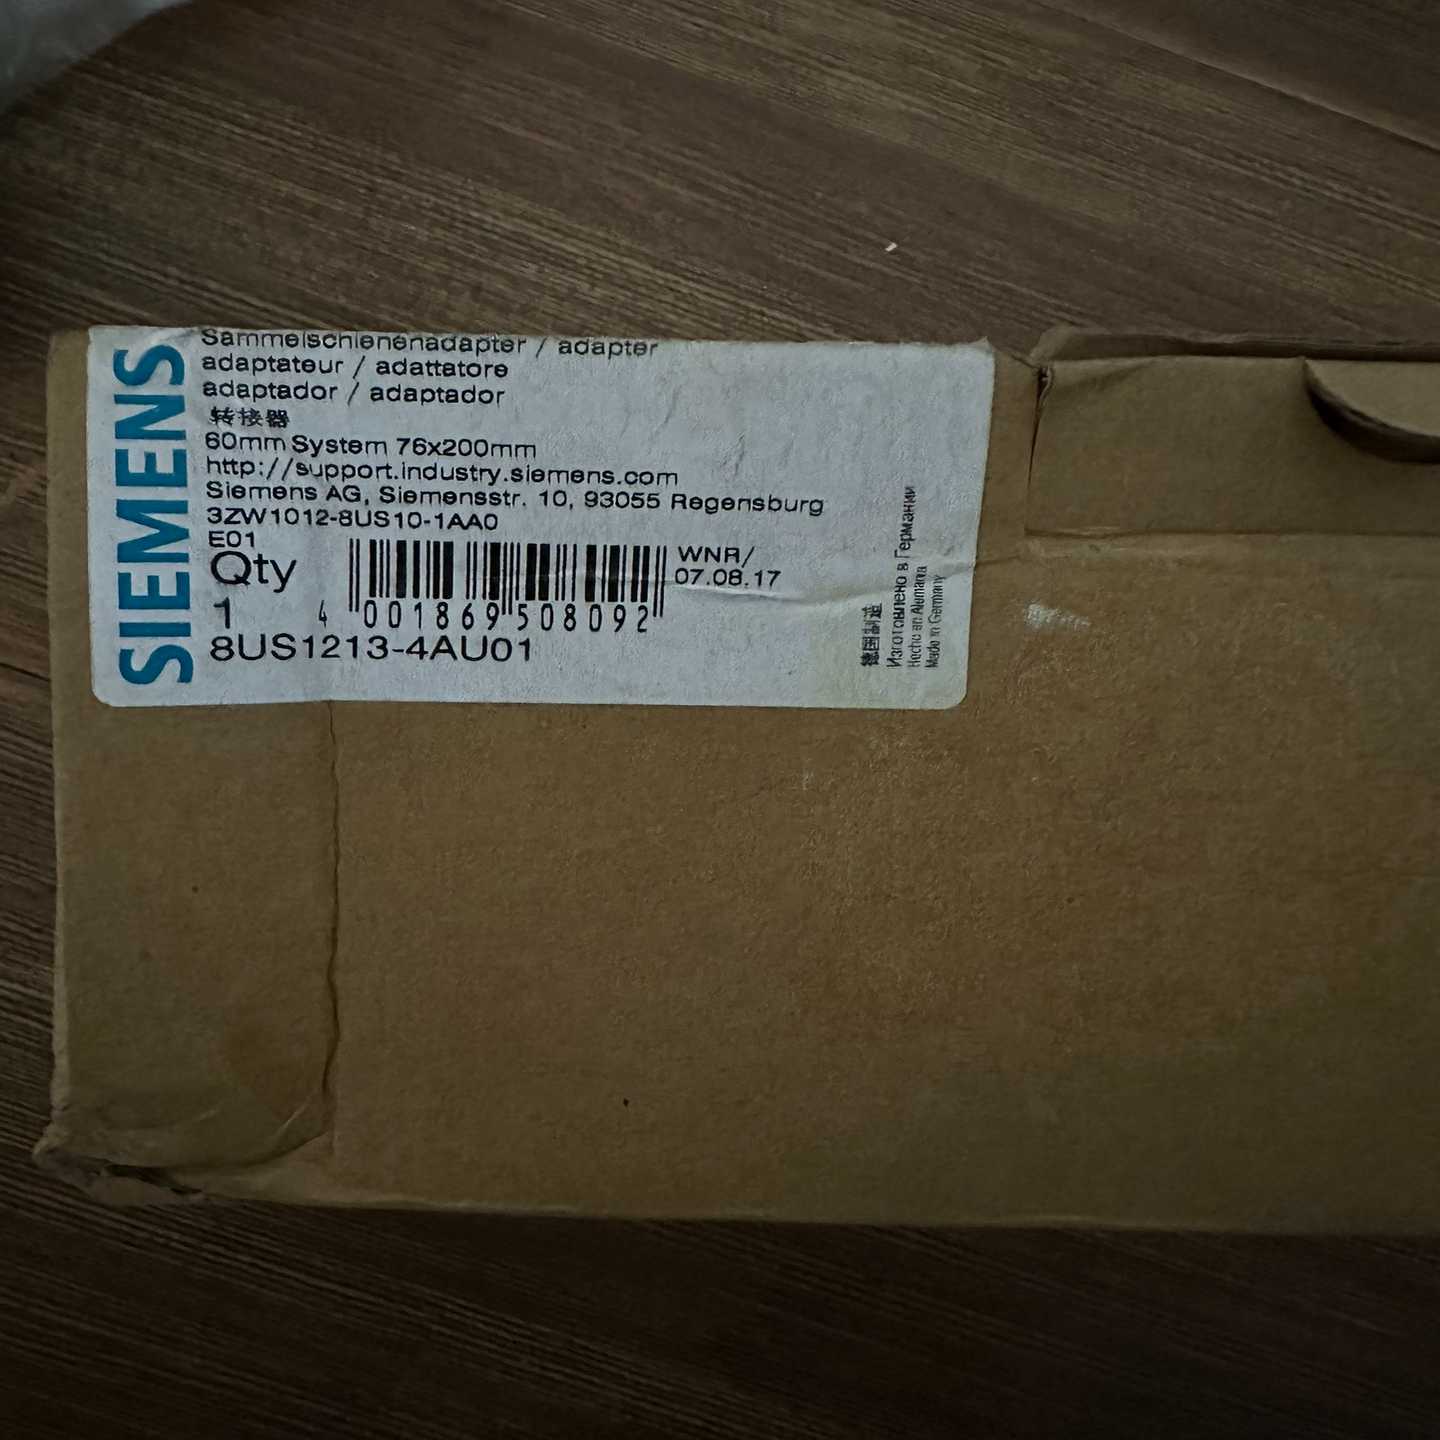 SIEMENS
Sammelschienenadapter / adapter
adaptateur / adattatore
adaptador / adaptador
转接器
60mm System 76x200mm
http://support.industry.siemens.com
Siemens AG, Siemensstr. 10, 93055 Regensburg
3ZW1012-8US10-1AA0
E01
Qty
1
4 001869 508092
WNR/
07.08.17
8US1213-4AU01
德国制造
Изготовлено в Германии
Hecho en Alemania
Made in Germany